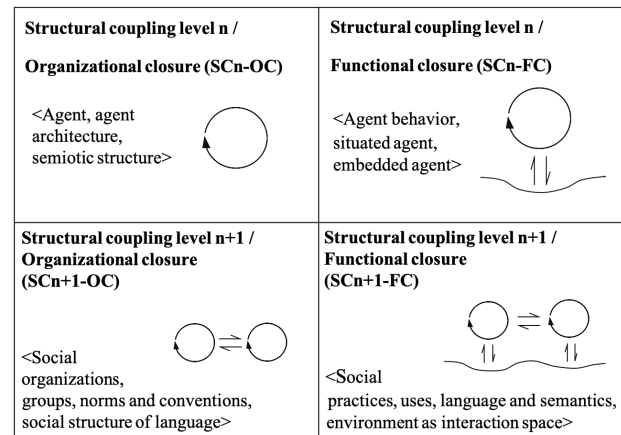 Structural coupling level n /
Organizational closure (SCn-OC)
<Agent, agent
architecture,
semiotic structure>
Structural coupling level n /
Functional closure (SCn-FC)
<Agent behavior,
situated agent,
embedded agent>
Structural coupling level n+1 /
Organizational closure
(SCn+1-OC)
<Social
organizations,
groups, norms and conventions,
social structure of language>
Structural coupling level n+1 /
Functional closure
(SCn+1-FC)
<Social
practices, uses, language and semantics,
environment as interaction space>